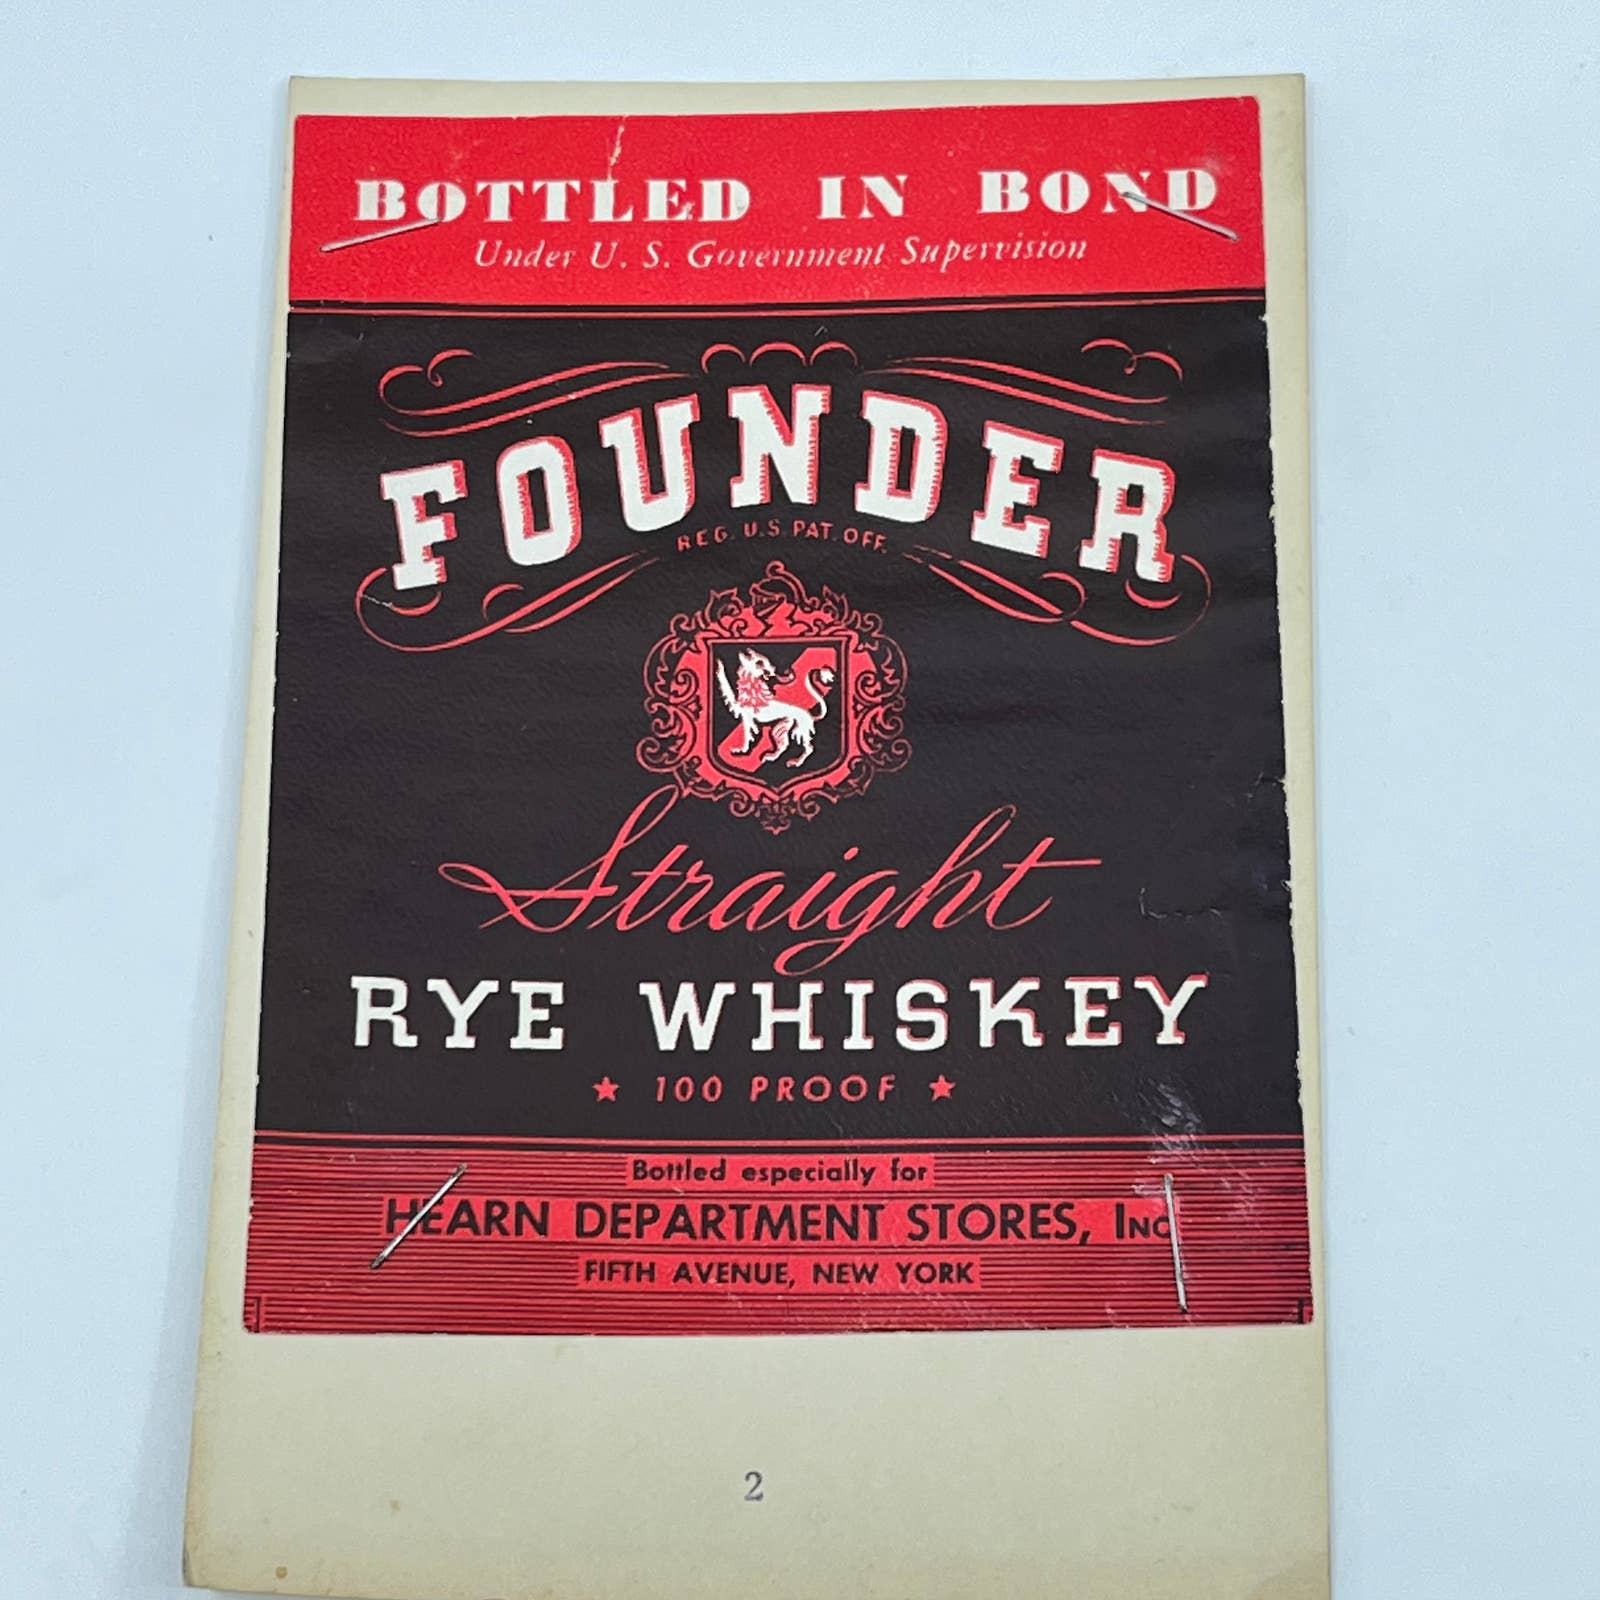 BOTTLED IN BOND
Under U. S. Government Supervision
FOUNDER
REG. U.S. PAT. OFF.
Straight
RYE WHISKEY
★ 100 PROOF ★
Bottled especially for
HEARN DEPARTMENT STORES, INC
FIFTH AVENUE, NEW YORK
2